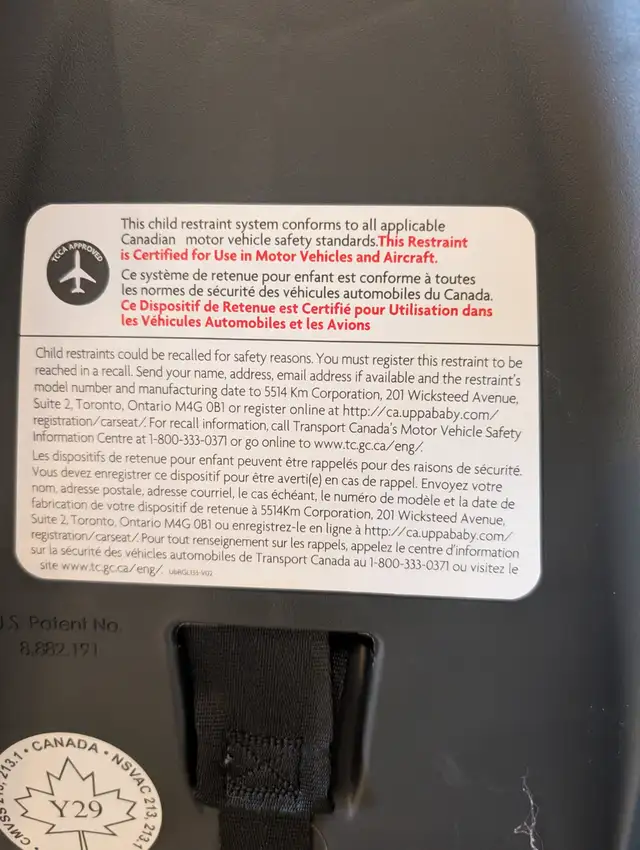 This child restraint system conforms to all applicable
Canadian motor vehicle safety standards.This Restraint
is Certified for Use in Motor Vehicles and Aircraft.
TCCA APPROVED
Ce système de retenue pour enfant est conforme à toutes
les normes de sécurité des véhicules automobiles du Canada.
Ce Dispositif de Retenue est Certifié pour Utilisation dans
les Véhicules Automobiles et les Avions
Child restraints could be recalled for safety reasons. You must register this restraint to be
reached in a recall. Send your name, address, email address if available and the restraint's
model number and manufacturing date to 5514 Km Corporation, 201 Wicksteed Avenue,
Suite 2, Toronto, Ontario M4G 0B1 or register online at http://ca.uppababy.com/
registration/carseat/. For recall information, call Transport Canada's Motor Vehicle Safety
Information Centre at 1-800-333-0371 or go online to www.tc.gc.ca/eng/.
Les dispositifs de retenue pour enfant peuvent être rappelés pour des raisons de sécurité.
Vous devez enregistrer ce dispositif pour être averti(e) en cas de rappel. Envoyez votre
nom, adresse postale, adresse courriel, le cas échéant, le numéro de modèle et la date de
fabrication de votre dispositif de retenue à 5514Km Corporation, 201 Wicksteed Avenue,
Suite 2, Toronto, Ontario M4G 0B1 ou enregistrez-le en ligne à http://ca.uppababy.com/
registration/carseat/. Pour tout renseignement sur les rappels, appelez le centre d'information
sur la sécurité des véhicules automobiles de Transport Canada au 1-800-333-0371 ou visitez le
site www.tc.gc.ca/eng/.
U.S. Patent No.
8,882,171
213.1 • CANADA • NSVAC 213, 213.1
CMVSS 213
Y29